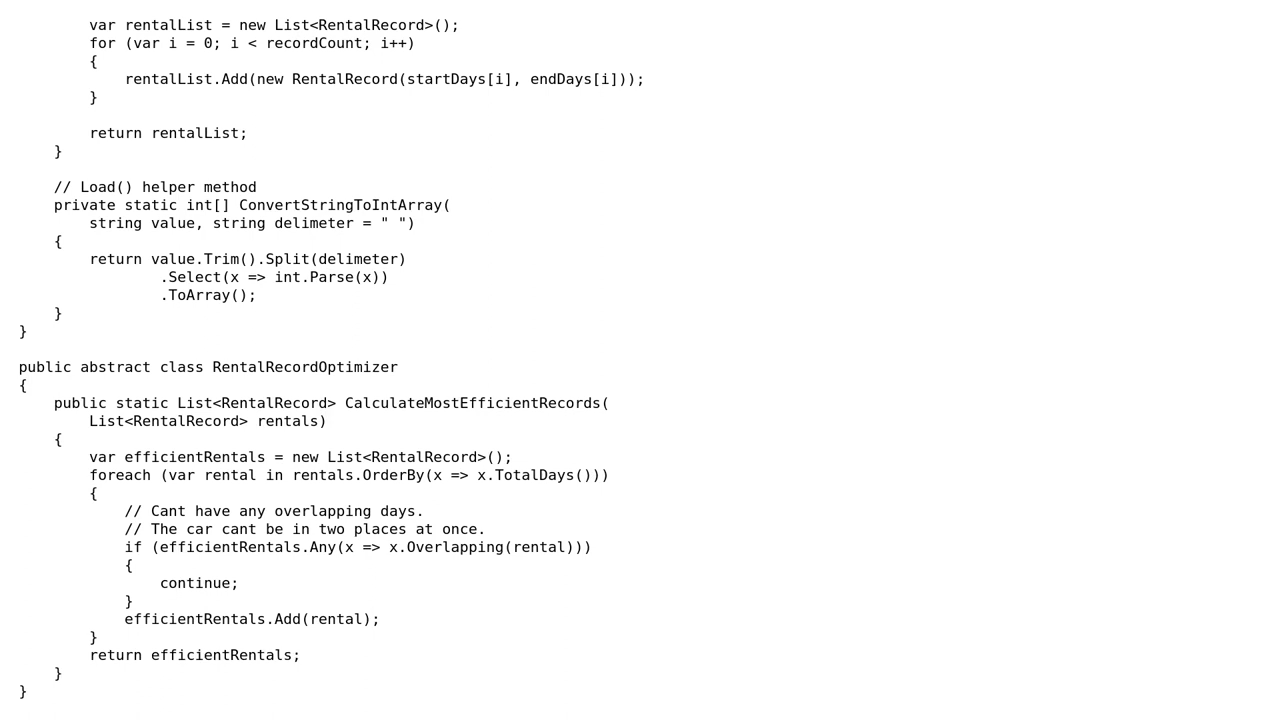 var rentalList = new List<RentalRecord>();
for (var i = 0; i < recordCount; i++)
{
rentalList.Add(new RentalRecord(startDays[i], endDays[i]));
}
return rentalList;
}
// Load() helper method
private static int[] ConvertStringToIntArray(
string value, string delimeter = " ")
{
return value.Trim().Split(delimeter)
.Select(x => int.Parse(x))
.ToArray();
}
}
public abstract class RentalRecordOptimizer
{
public static List<RentalRecord> CalculateMostEfficientRecords(
List<RentalRecord> rentals)
{
var efficientRentals = new List<RentalRecord>();
foreach (var rental in rentals.OrderBy(x => x.TotalDays()))
{
// Cant have any overlapping days.
// The car cant be in two places at once.
if (efficientRentals.Any(x => x.Overlapping(rental)))
{
continue;
}
efficientRentals.Add(rental);
}
return efficientRentals;
}
}